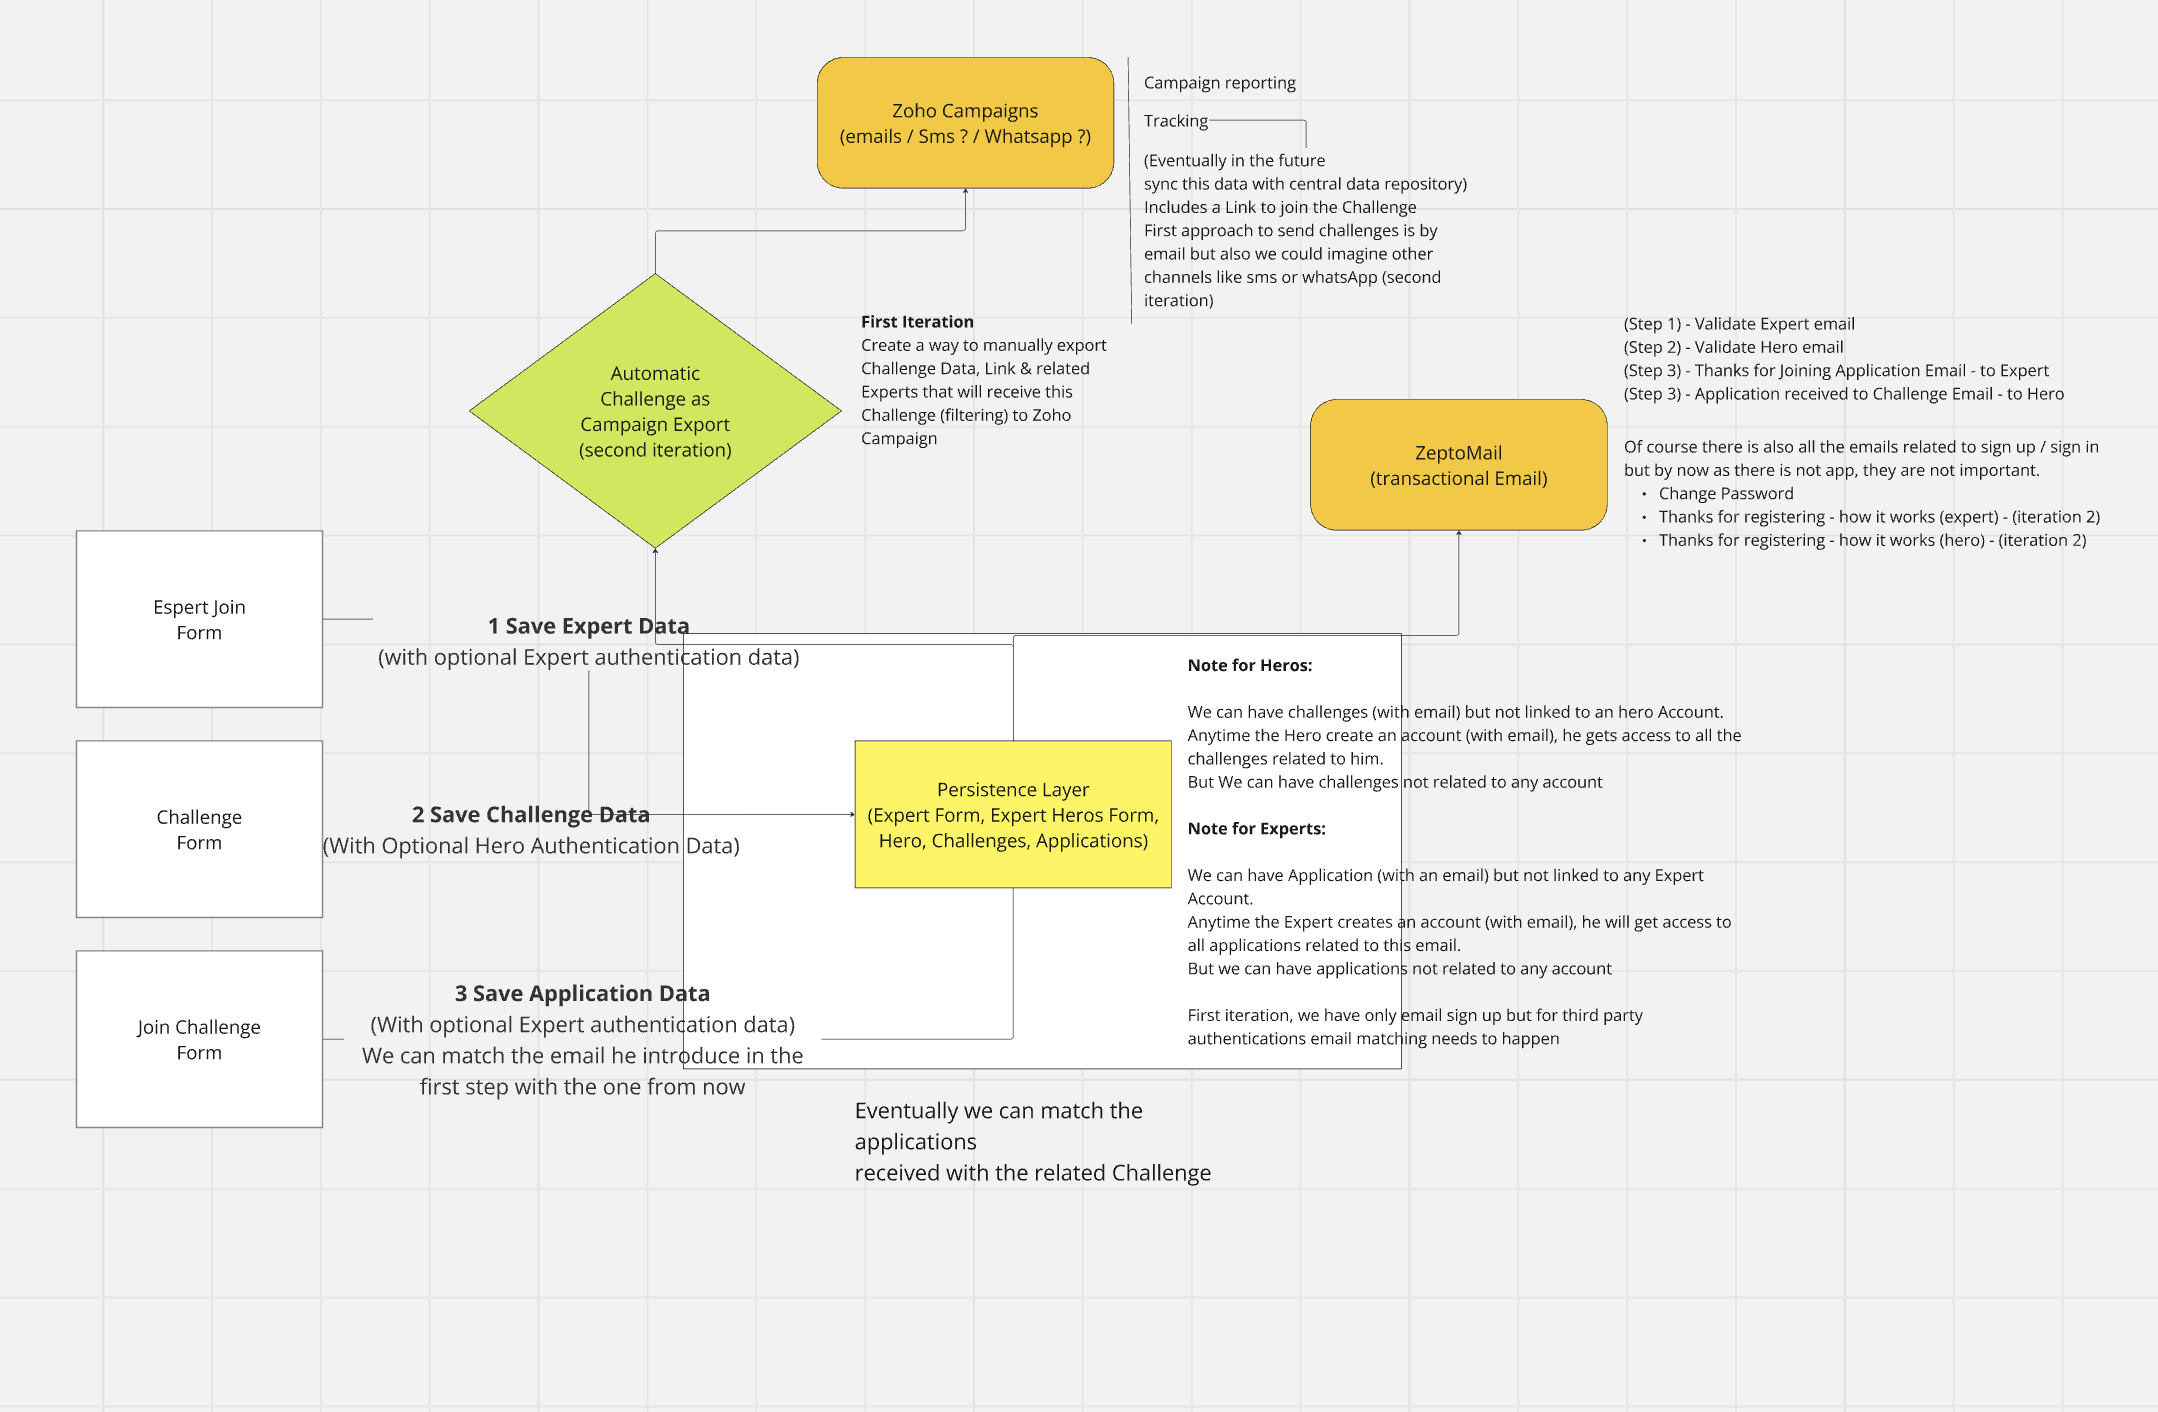 Zoho Campaigns
(emails / Sms ? / Whatsapp ?)
Campaign reporting
Tracking
(Eventually in the future
sync this data with central data repository)
Includes a Link to join the Challenge
First approach to send challenges is by
email but also we could imagine other
channels like sms or whatsApp (second
iteration)
Automatic
Challenge as
Campaign Export
(second iteration)
First Iteration
Create a way to manually export
Challenge Data, Link & related
Experts that will receive this
Challenge (filtering) to Zoho
Campaign
ZeptoMail
(transactional Email)
(Step 1) - Validate Expert email
(Step 2) - Validate Hero email
(Step 3) - Thanks for Joining Application Email - to Expert
(Step 3) - Application received to Challenge Email - to Hero
Of course there is also all the emails related to sign up / sign in
but by now as there is not app, they are not important.
• Change Password
• Thanks for registering - how it works (expert) - (iteration 2)
• Thanks for registering - how it works (hero) - (iteration 2)
Espert Join
Form
1 Save Expert Data
(with optional Expert authentication data)
Challenge
Form
2 Save Challenge Data
(With Optional Hero Authentication Data)
Join Challenge
Form
3 Save Application Data
(With optional Expert authentication data)
We can match the email he introduce in the
first step with the one from now
Persistence Layer
(Expert Form, Expert Heros Form,
Hero, Challenges, Applications)
Note for Heros:
We can have challenges (with email) but not linked to an hero Account.
Anytime the Hero create an account (with email), he gets access to all the
challenges related to him.
But We can have challenges not related to any account
Note for Experts:
We can have Application (with an email) but not linked to any Expert
Account.
Anytime the Expert creates an account (with email), he will get access to
all applications related to this email.
But we can have applications not related to any account
First iteration, we have only email sign up but for third party
authentications email matching needs to happen
Eventually we can match the
applications
received with the related Challenge